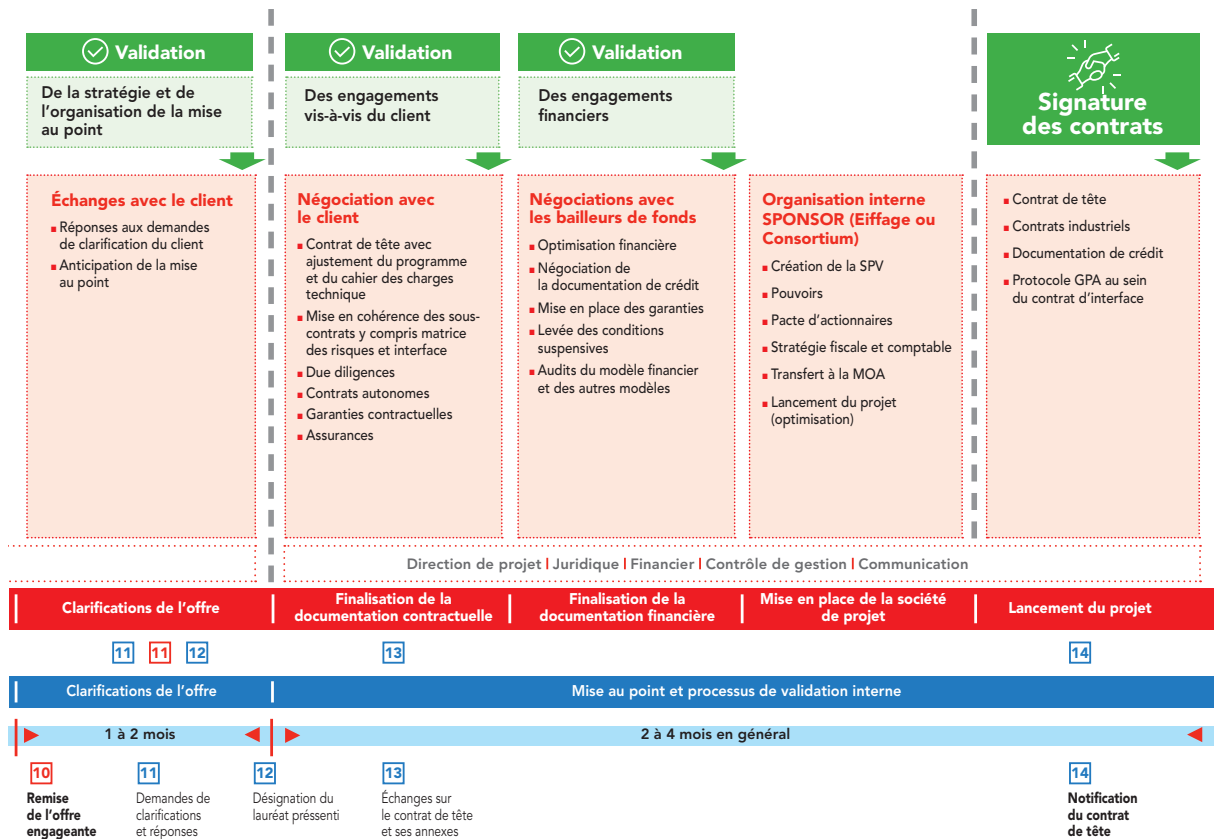 Validation
De la stratégie et de
l'organisation de la mise
au point
Validation
Des engagements
vis-à-vis du client
Validation
Des engagements
financiers
Signature
des contrats
Échanges avec le client
Réponses aux demandes
de clarification du client
Anticipation de la mise
au point
Négociation avec
le client
Contrat de tête avec
ajustement du programme
et du cahier des charges
technique
Mise en cohérence des sous-
contrats y compris matrice
des risques et interface
Due diligences
Contrats autonomes
Garanties contractuelles
Assurances
Négociations avec
les bailleurs de fonds
Optimisation financière
Négociation de
la documentation de crédit
Mise en place des garanties
Levée des conditions
suspensives
Audits du modèle financier
et des autres modèles
Organisation interne
SPONSOR (Eiffage ou
Consortium)
Création de la SPV
Pouvoirs
Pacte d'actionnaires
Stratégie fiscale et comptable
Transfert à la MOA
Lancement du projet
(optimisation)
Contrat de tête
Contrats industriels
Documentation de crédit
Protocole GPA au sein
du contrat d'interface
Direction de projet | Juridique | Financier | Contrôle de gestion | Communication
Clarifications de l'offre
Finalisation de la
documentation contractuelle
Finalisation de la
documentation financière
Mise en place de la société
de projet
Lancement du projet
11 11 12 13 14
Clarifications de l'offre
Mise au point et processus de validation interne
1 à 2 mois
2 à 4 mois en général
10
Remise
de l'offre
engageante
11
Demandes de
clarifications
et réponses
12
Désignation du
lauréat préssenti
13
Échanges sur
le contrat de tête
et ses annexes
14
Notification
du contrat
de tête